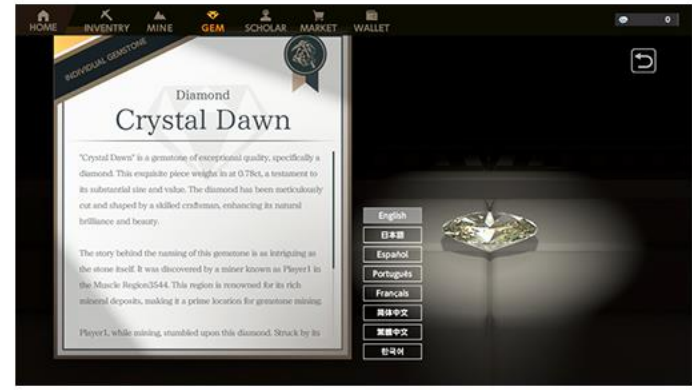 HOME INVENTRY MINE GEM SCHOLAR MARKET WALLET 0
INDIVIDUAL GEMSTONE
Diamond
Crystal Dawn
"Crystal Dawn" is a gemstone of exceptional quality, specifically a
diamond. This exquisite piece weighs in at 0.78ct, a testament to
its substantial size and value. The diamond has been meticulously
cut and shaped by a skilled craftsman, enhancing its natural
brilliance and beauty.
The story behind the naming of this gemstone is as intriguing as
the stone itself. It was discovered by a miner known as Player1 in
the Muscle Region3544. This region is renowned for its rich
mineral deposits, making it a prime location for gemstone mining.
Player1, while mining, stumbled upon this diamond. Struck by its
English
日本語
Español
Português
Français
简体中文
繁體中文
한국어